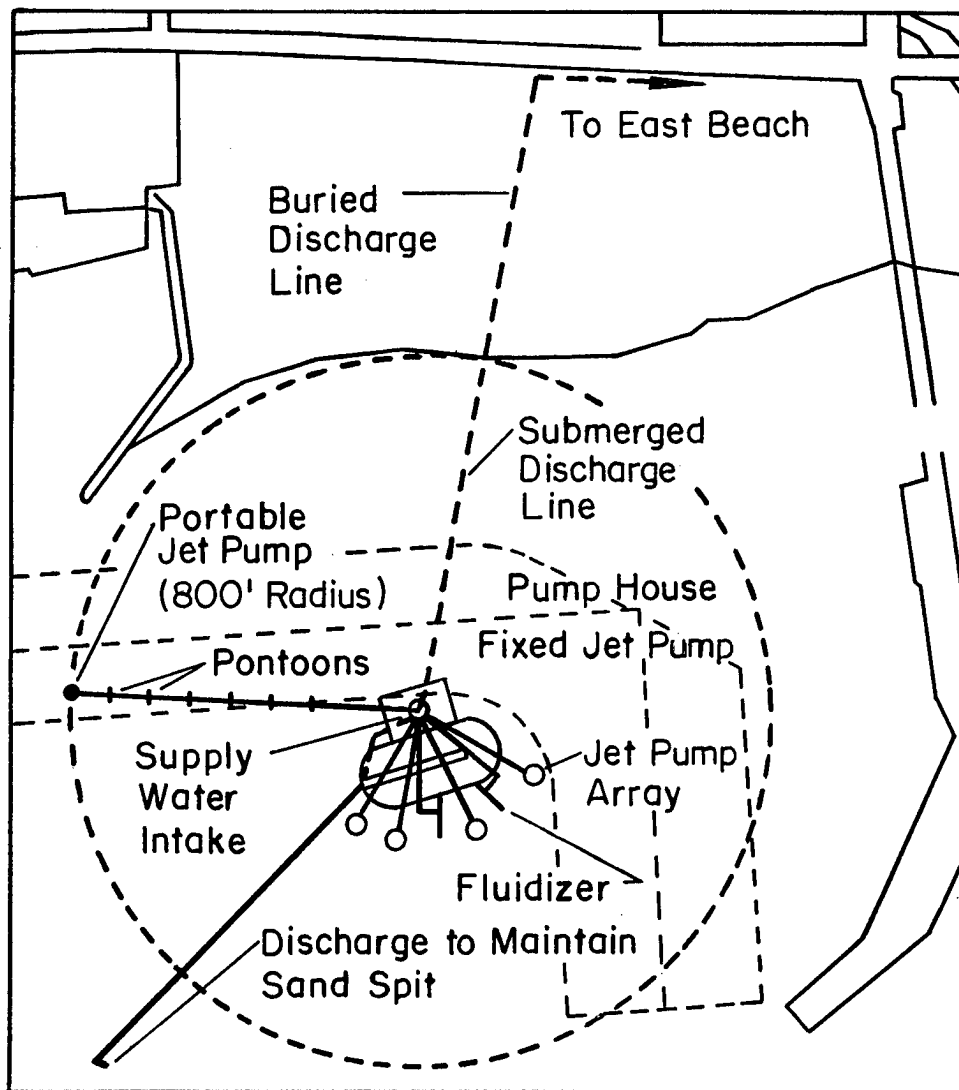 To East Beach
Buried
Discharge
Line
Submerged
Discharge
Line
Portable
Jet Pump
(800' Radius)
Pump House
Fixed Jet Pump
Pontoons
Supply
Water
Intake
Jet Pump
Array
Fluidizer
Discharge to Maintain
Sand Spit